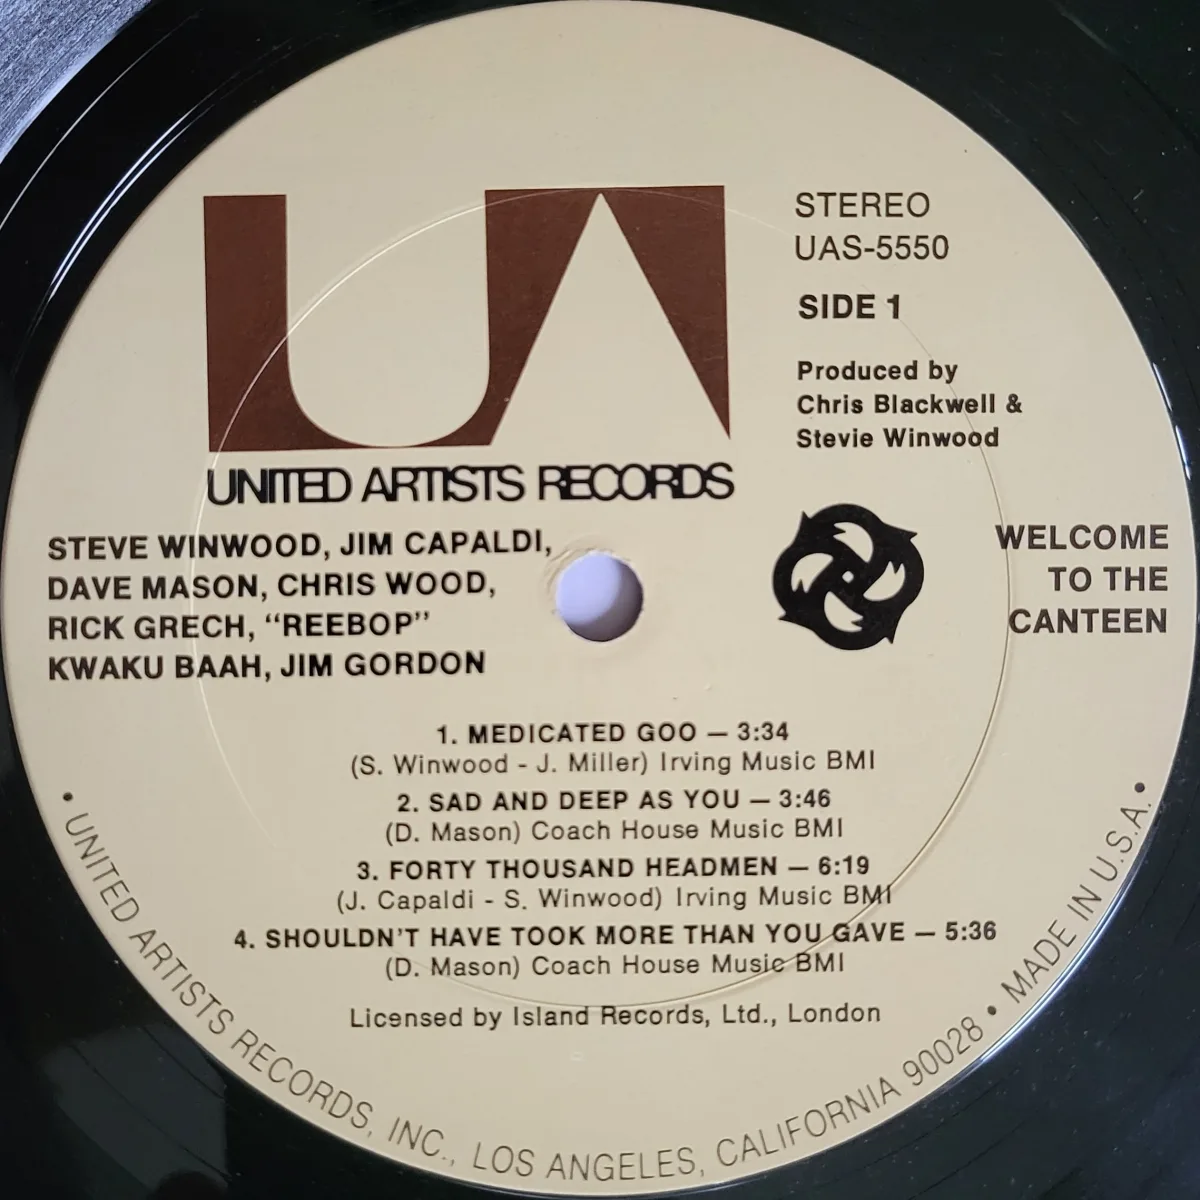 UA
UNITED ARTISTS RECORDS
STEREO
UAS-5550
SIDE 1
Produced by
Chris Blackwell &
Stevie Winwood
STEVE WINWOOD, JIM CAPALDI,
DAVE MASON, CHRIS WOOD,
RICK GRECH, “REEBOP”
KWAKU BAAH, JIM GORDON
WELCOME
TO THE
CANTEEN
1. MEDICATED GOO — 3:34
(S. Winwood - J. Miller) Irving Music BMI
2. SAD AND DEEP AS YOU — 3:46
(D. Mason) Coach House Music BMI
3. FORTY THOUSAND HEADMEN — 6:19
(J. Capaldi - S. Winwood) Irving Music BMI
4. SHOULDN'T HAVE TOOK MORE THAN YOU GAVE — 5:36
(D. Mason) Coach House Music BMI
Licensed by Island Records, Ltd., London
• UNITED ARTISTS RECORDS, INC., LOS ANGELES, CALIFORNIA 90028 • MADE IN U.S.A. •